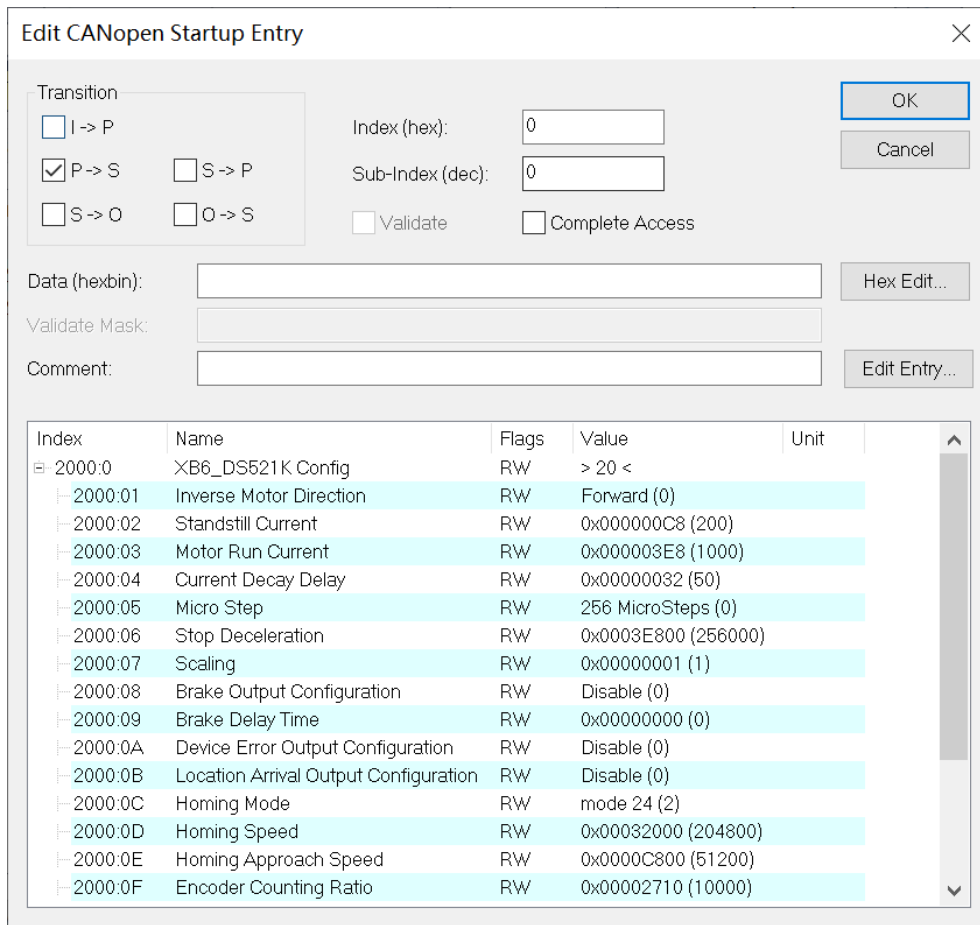 Edit CANopen Startup Entry
Transition
I -> P
P -> S
S -> P
S -> O
O -> S
Index (hex): 0
Sub-Index (dec): 0
Validate
Complete Access
OK
Cancel
Data (hexbin):
Hex Edit...
Validate Mask:
Comment:
Edit Entry...
Index Name Flags Value Unit
2000:0 XB6_DS521K Config RW > 20 <
2000:01 Inverse Motor Direction RW Forward (0)
2000:02 Standstill Current RW 0x000000C8 (200)
2000:03 Motor Run Current RW 0x000003E8 (1000)
2000:04 Current Decay Delay RW 0x00000032 (50)
2000:05 Micro Step RW 256 MicroSteps (0)
2000:06 Stop Deceleration RW 0x0003E800 (256000)
2000:07 Scaling RW 0x00000001 (1)
2000:08 Brake Output Configuration RW Disable (0)
2000:09 Brake Delay Time RW 0x00000000 (0)
2000:0A Device Error Output Configuration RW Disable (0)
2000:0B Location Arrival Output Configuration RW Disable (0)
2000:0C Homing Mode RW mode 24 (2)
2000:0D Homing Speed RW 0x00032000 (204800)
2000:0E Homing Approach Speed RW 0x0000C800 (51200)
2000:0F Encoder Counting Ratio RW 0x00002710 (10000)